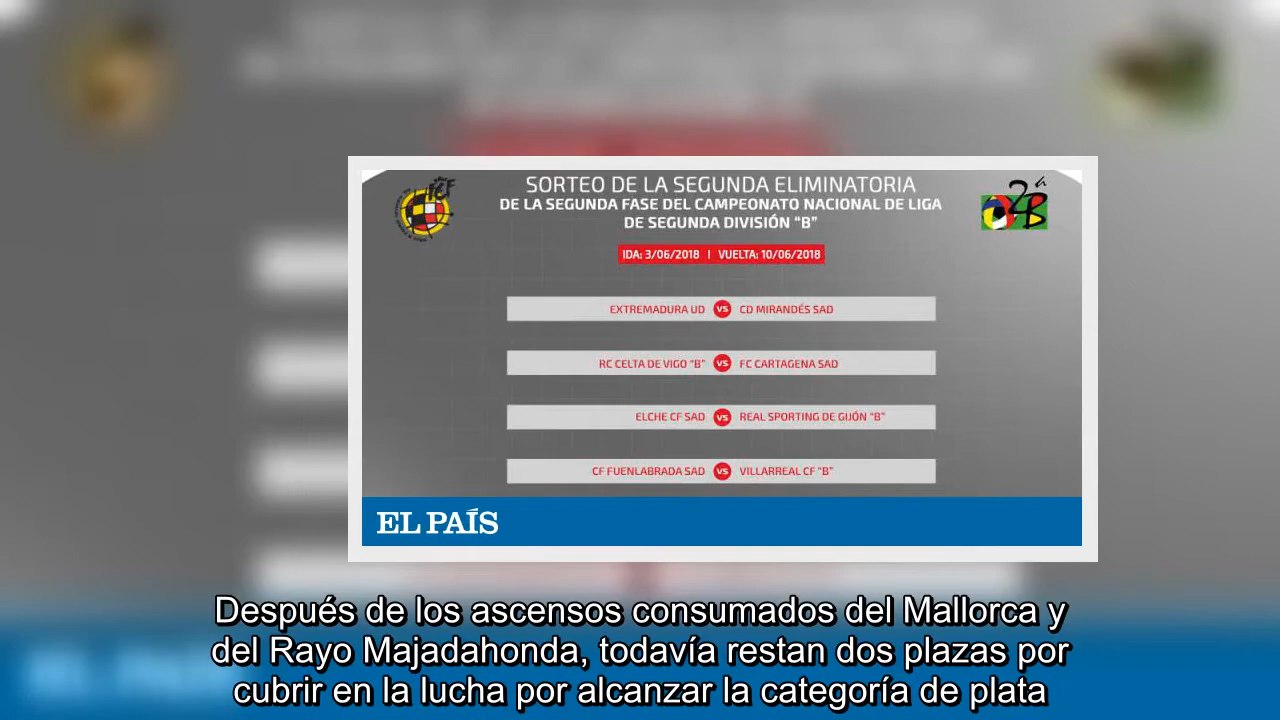 SORTEO DE LA SEGUNDA ELIMINATORIA
DE LA SEGUNDA FASE DEL CAMPEONATO NACIONAL DE LIGA
DE SEGUNDA DIVISIÓN “B”
IDA: 3/06/2018 | VUELTA: 10/06/2018
EXTREMADURA UD VS CD MIRANDÉS SAD
RC CELTA DE VIGO “B” VS FC CARTAGENA SAD
ELCHE CF SAD VS REAL SPORTING DE GIJÓN “B”
CF FUENLABRADA SAD VS VILLARREAL CF “B”
EL PAÍS
Después de los ascensos consumados del Mallorca y
del Rayo Majadahonda, todavía restan dos plazas por
cubrir en la lucha por alcanzar la categoría de plata